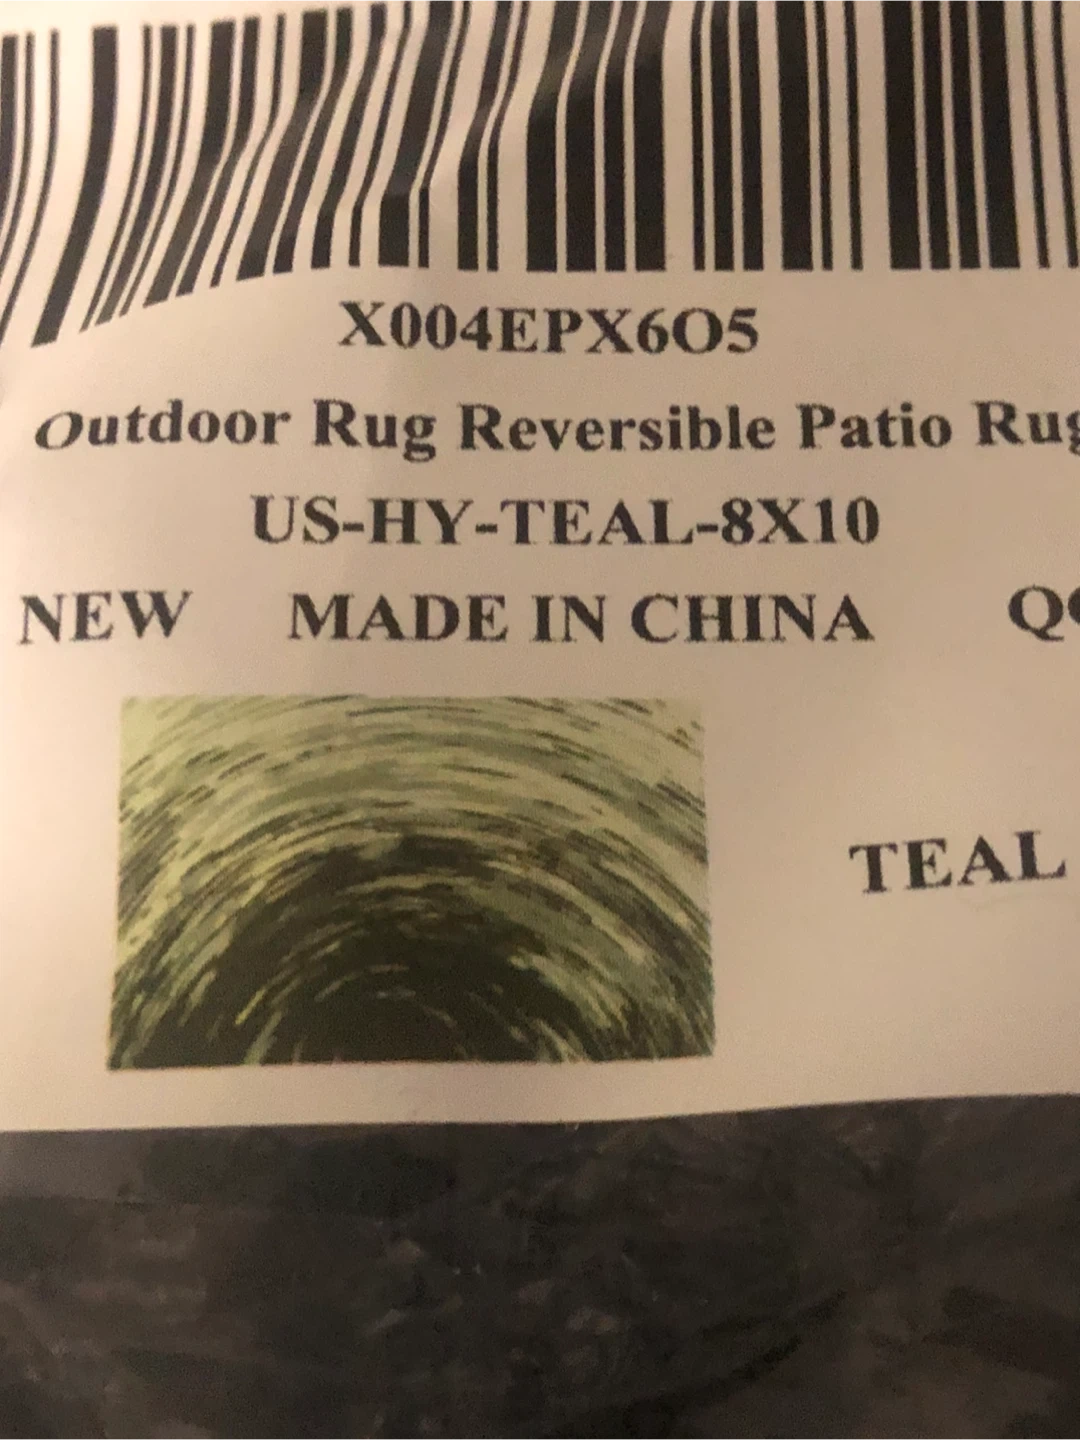 X004EPX6O5
Outdoor Rug Reversible Patio Rug
US-HY-TEAL-8X10
NEW MADE IN CHINA
TEAL